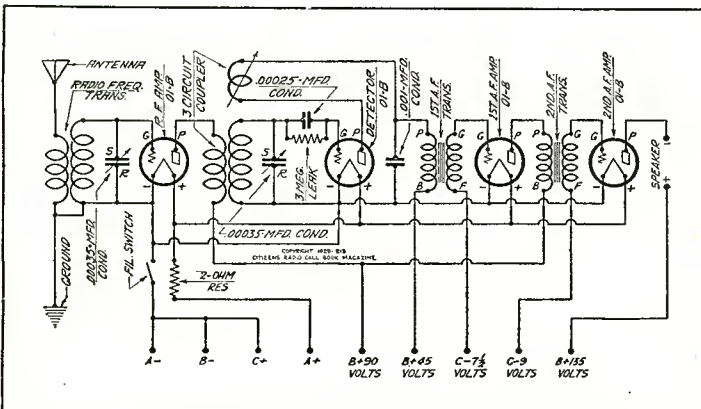 ANTENNA
RADIO FREQ.
TRANS.
R.F. AMP
01-B
3 CIRCUIT
COUPLER
.00025-MFD.
COND.
DETECTOR
01-B
.001-MFD.
COND.
1ST A.F.
TRANS.
1ST A.F. AMP
01-B
2ND A.F.
TRANS.
2ND A.F. AMP
01-B
G P
G P
P G
G P
P G
G P
S
R
S
R
3 MEG.
LEAK
- +
- +
B F
- +
B F
- +
-
+
SPEAKER
GROUND
.00035-MFD.
COND.
FIL. SWITCH
.00035-MFD. COND.
COPYRIGHT 1929-
CITIZENS RADIO CALL BOOK MAGAZINE
2-OHM
RES
A- B- C+ A+ B+90 VOLTS B+45 VOLTS C-7½ VOLTS C-9 VOLTS B+135 VOLTS